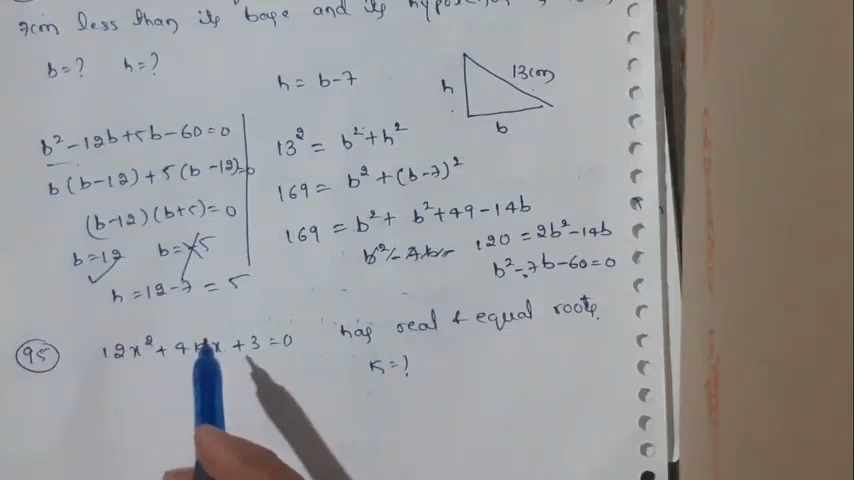 7cm less than its base and its hypotenuse
b=? h=?
h = b-7
h
13cm
b
b²-12b+5b-60=0
b(b-12)+5(b-12)=0
(b-12)(b+5)=0
b=12 b=-5
h=12-7=5
13² = b²+h²
169 = b²+(b-7)²
169 = b²+ b²+49-14b
120 = 2b²-14b
b²-7b-60=0
95 12x²+4kx+3=0 has real & equal roots.
k=?